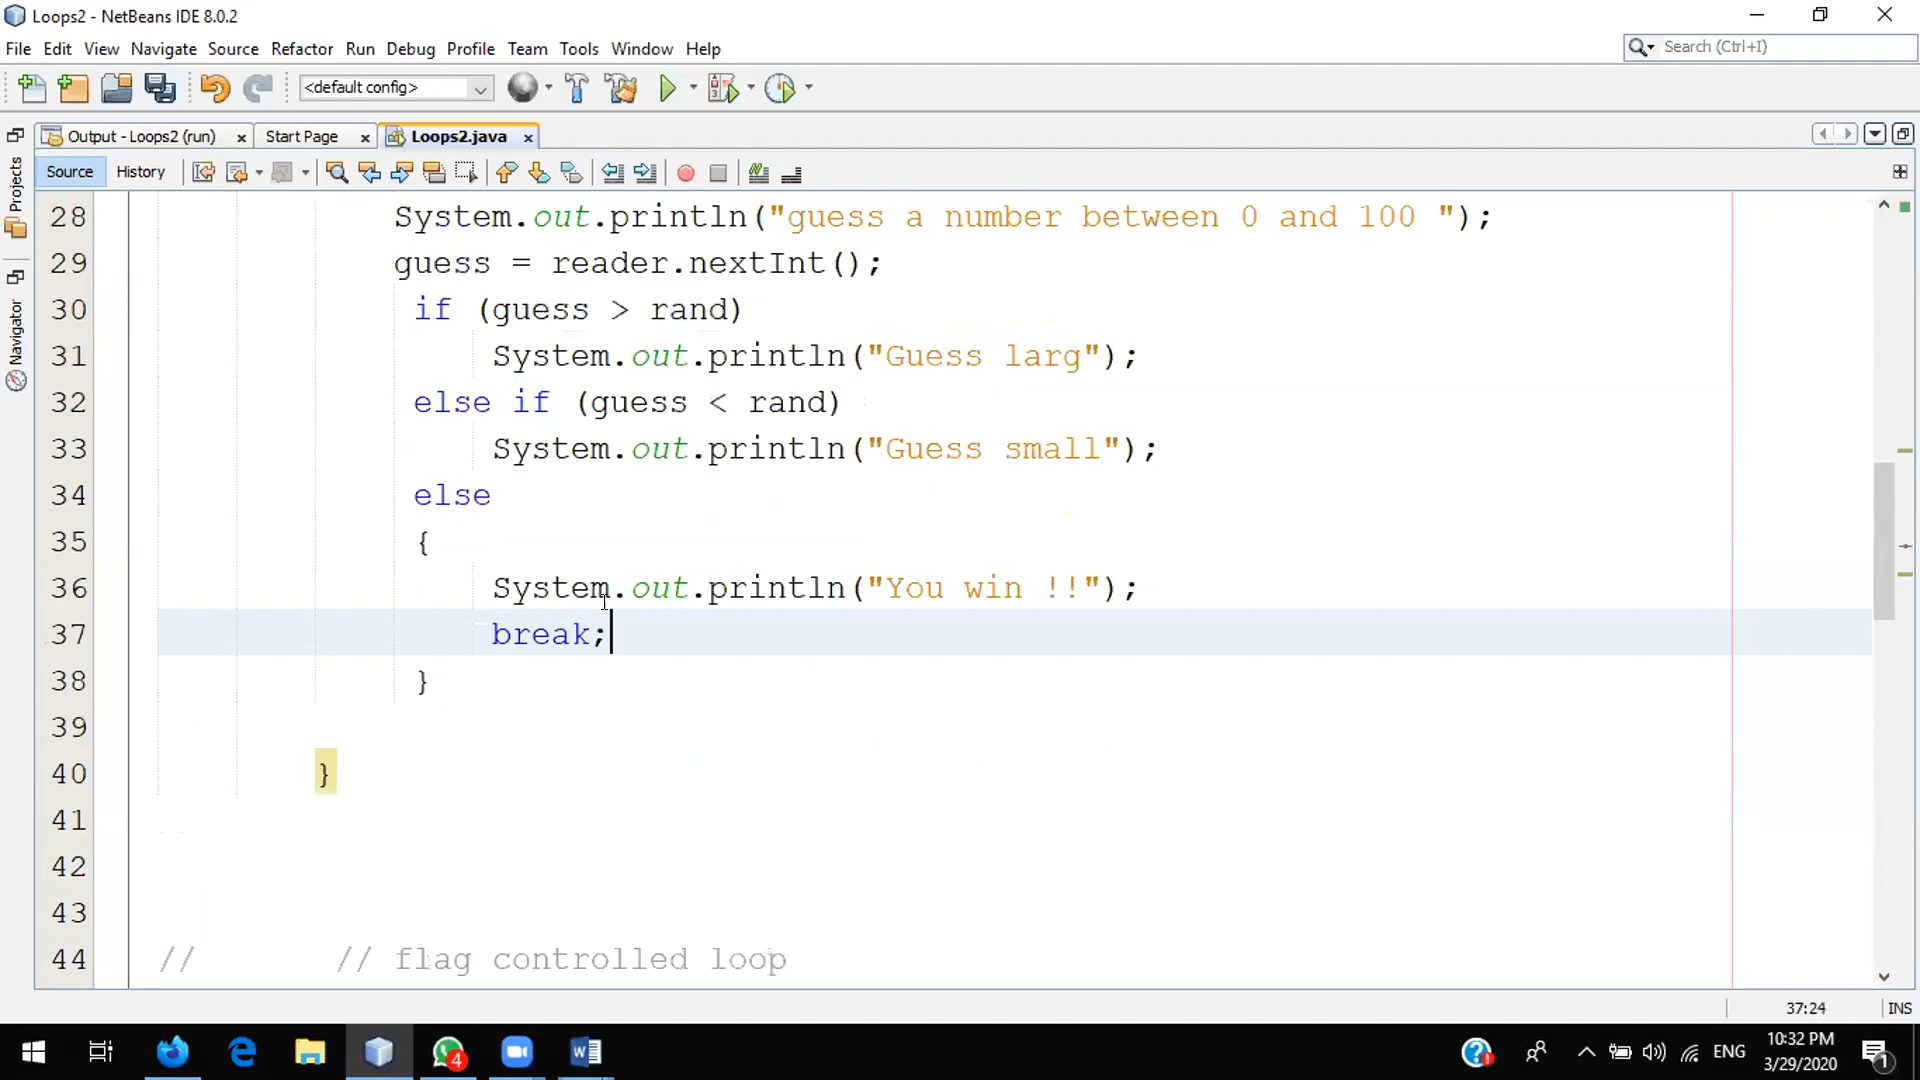 Loops2 - NetBeans IDE 8.0.2
File Edit View Navigate Source Refactor Run Debug Profile Team Tools Window Help
Search (Ctrl+I)
<default config>
Output - Loops2 (run) Start Page Loops2.java
Source History
Projects
Navigator
28 System.out.println("guess a number between 0 and 100 ");
29 guess = reader.nextInt();
30 if (guess > rand)
31 System.out.println("Guess larg");
32 else if (guess < rand)
33 System.out.println("Guess small");
34 else
35 {
36 System.out.println("You win !!");
37 break;
38 }
39
40 }
41
42
43
44 // // flag controlled loop
37:24 INS
4
ENG
10:32 PM
3/29/2020
1